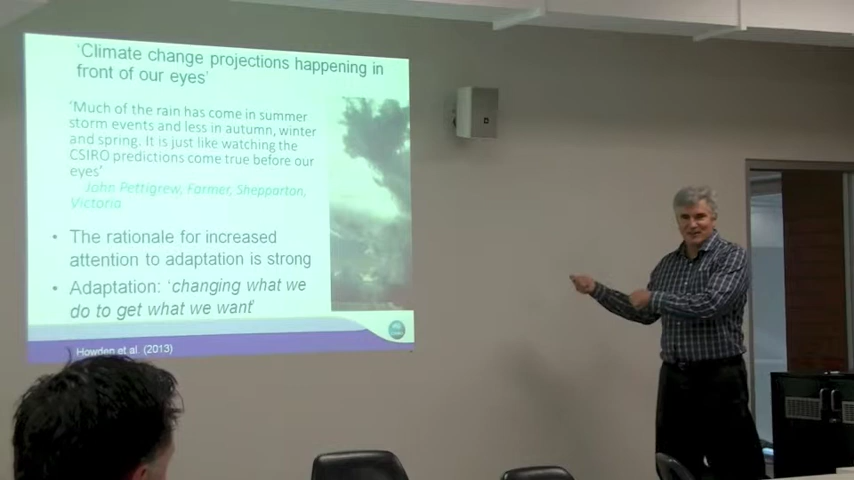 'Climate change projections happening in
front of our eyes'
'Much of the rain has come in summer
storm events and less in autumn, winter
and spring. It is just like watching the
CSIRO predictions come true before our
eyes'
John Pettigrew, Farmer, Shepparton,
Victoria
• The rationale for increased
attention to adaptation is strong
• Adaptation: 'changing what we
do to get what we want'
Howden et al. (2013)